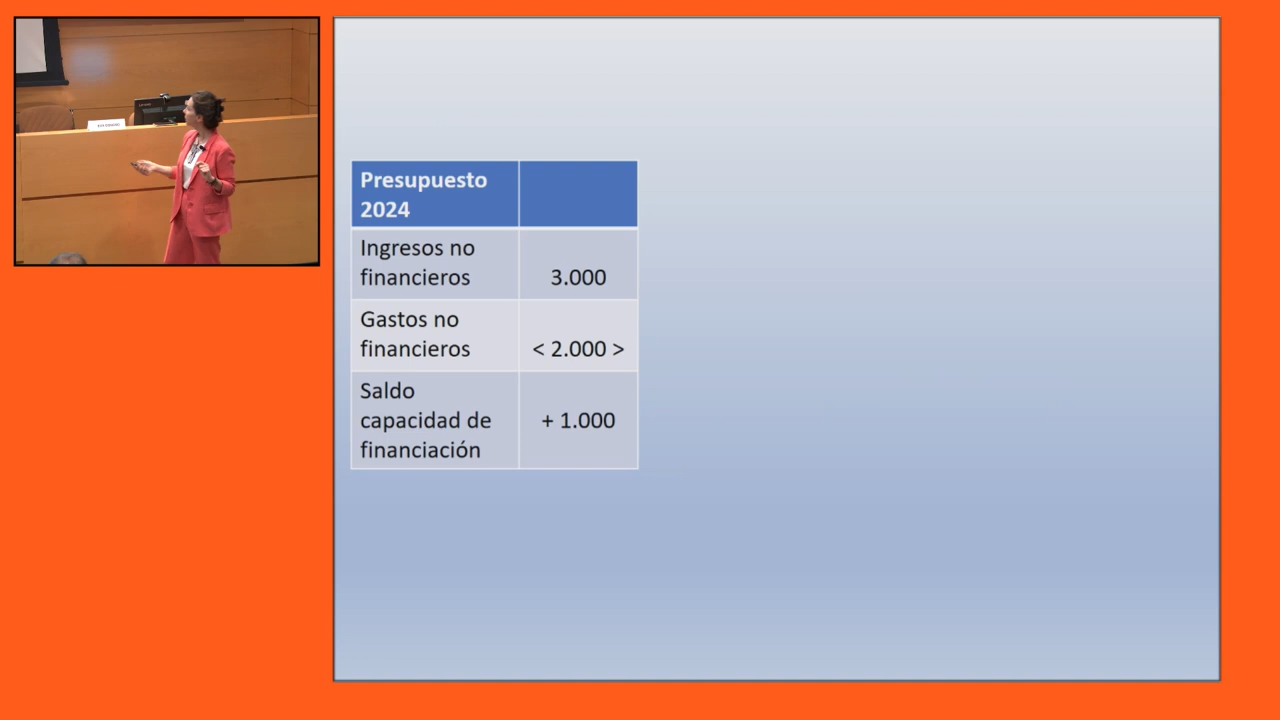 Presupuesto
2024
Ingresos no
financieros
3.000
Gastos no
financieros
< 2.000 >
Saldo
capacidad de
financiación
+ 1.000